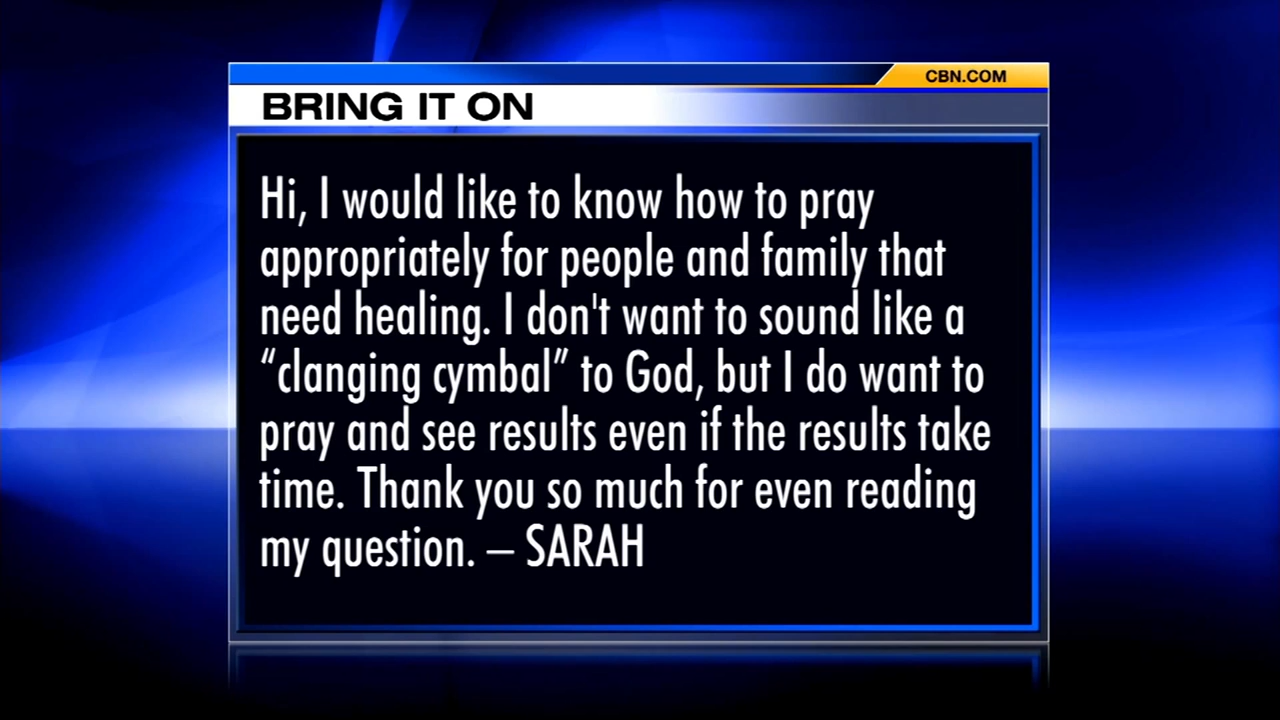 CBN.COM
BRING IT ON
Hi, I would like to know how to pray
appropriately for people and family that
need healing. I don't want to sound like a
“clanging cymbal” to God, but I do want to
pray and see results even if the results take
time. Thank you so much for even reading
my question. – SARAH